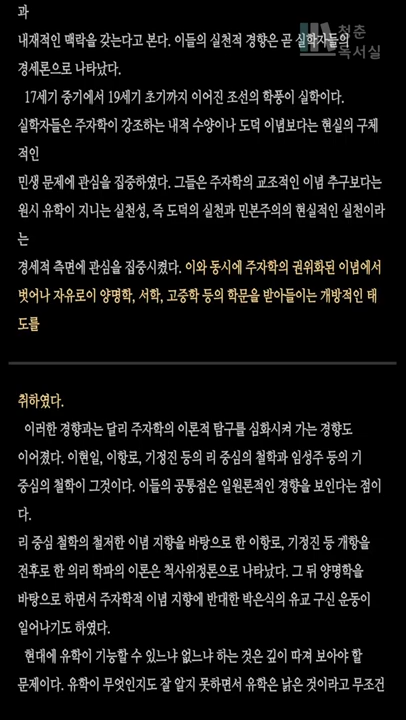 과
청춘
독서실
내재적인 맥락을 갖는다고 본다. 이들의 실천적 경향은 곧 실학자들의
경세론으로 나타났다.
17세기 중기에서 19세기 초기까지 이어진 조선의 학풍이 실학이다.
실학자들은 주자학이 강조하는 내적 수양이나 도덕 이념보다는 현실의 구체
적인
민생 문제에 관심을 집중하였다. 그들은 주자학의 교조적인 이념 추구보다는
원시 유학이 지니는 실천성, 즉 도덕의 실천과 민본주의의 현실적인 실천이라
는
경세적 측면에 관심을 집중시켰다. 이와 동시에 주자학의 권위화된 이념에서
벗어나 자유로이 양명학, 서학, 고중학 등의 학문을 받아들이는 개방적인 태
도를
취하였다.
이러한 경향과는 달리 주자학의 이론적 탐구를 심화시켜 가는 경향도
이어졌다. 이현일, 이항로, 기정진 등의 리 중심의 철학과 임성주 등의 기
중심의 철학이 그것이다. 이들의 공통점은 일원론적인 경향을 보인다는 점이
다.
리 중심 철학의 철저한 이념 지향을 바탕으로 한 이항로, 기정진 등 개항을
전후로 한 의리 학파의 이론은 척사위정론으로 나타났다. 그 뒤 양명학을
바탕으로 하면서 주자학적 이념 지향에 반대한 박은식의 유교 구신 운동이
일어나기도 하였다.
현대에 유학이 기능할 수 있느냐 없느냐 하는 것은 깊이 따져 보아야 할
문제이다. 유학이 무엇인지도 잘 알지 못하면서 유학은 낡은 것이라고 무조건